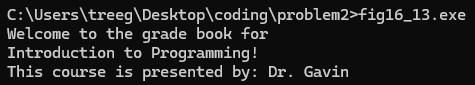 C:\Users\treeg\Desktop\coding\problem2>fig16_13.exe
Welcome to the grade book for
Introduction to Programming!
This course is presented by: Dr. Gavin